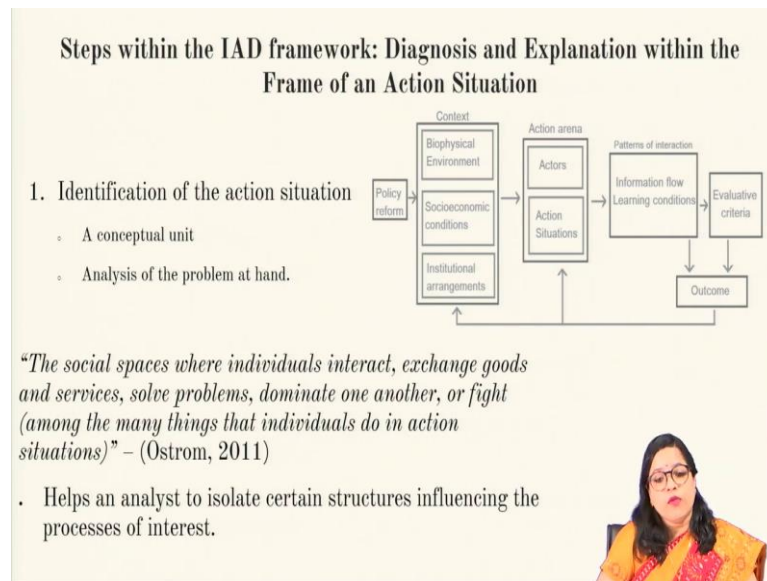 Steps within the IAD framework: Diagnosis and Explanation within the
Frame of an Action Situation
1. Identification of the action situation
◦ A conceptual unit
◦ Analysis of the problem at hand.
Policy
reform
Context
Biophysical
Environment
Socioeconomic
conditions
Institutional
arrangements
Action arena
Actors
Action
Situations
Patterns of interaction
Information flow
Learning conditions
Evaluative
criteria
Outcome
“The social spaces where individuals interact, exchange goods
and services, solve problems, dominate one another, or fight
(among the many things that individuals do in action
situations)” – (Ostrom, 2011)
. Helps an analyst to isolate certain structures influencing the
processes of interest.